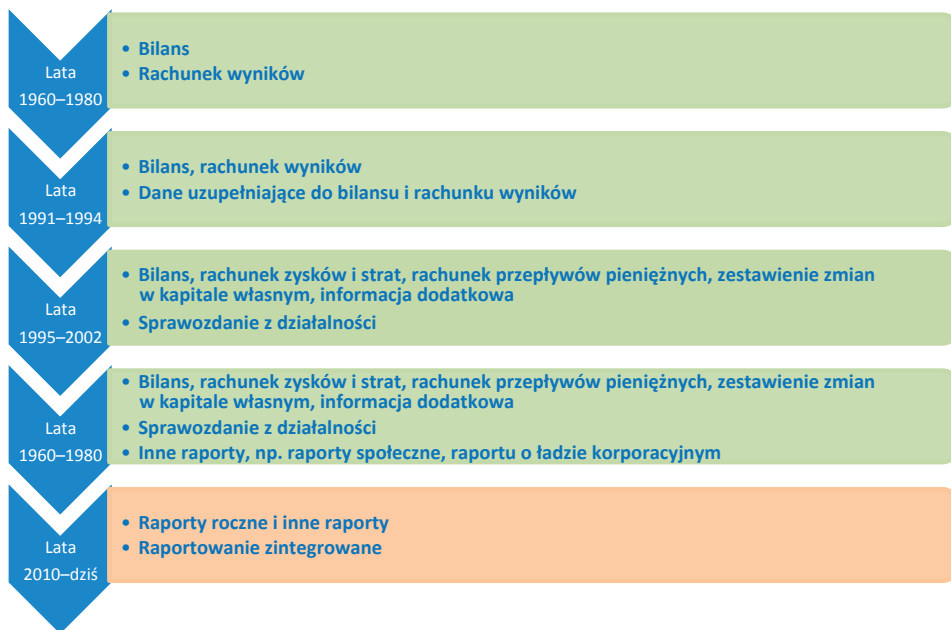 Lata
1960–1980
• Bilans
• Rachunek wyników
Lata
1991–1994
• Bilans, rachunek wyników
• Dane uzupełniające do bilansu i rachunku wyników
Lata
1995–2002
• Bilans, rachunek zysków i strat, rachunek przepływów pieniężnych, zestawienie zmian
w kapitale własnym, informacja dodatkowa
• Sprawozdanie z działalności
Lata
1960–1980
• Bilans, rachunek zysków i strat, rachunek przepływów pieniężnych, zestawienie zmian
w kapitale własnym, informacja dodatkowa
• Sprawozdanie z działalności
• Inne raporty, np. raporty społeczne, raportu o ładzie korporacyjnym
Lata
2010–dziś
• Raporty roczne i inne raporty
• Raportowanie zintegrowane